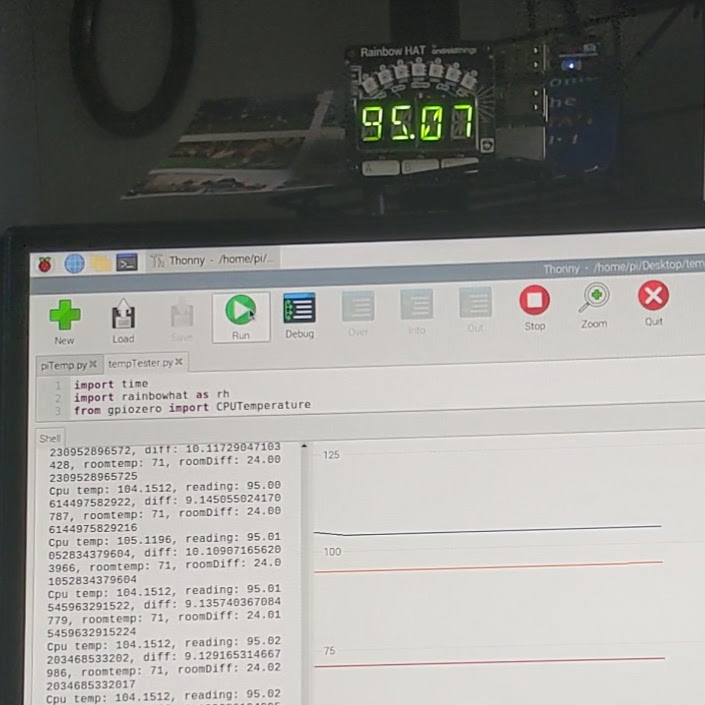 Rainbow HAT androidthings
95.07
A
Thonny - /home/pi/...
Thonny - /home/pi/Desktop/tem
New Load Save Run Debug Over Into Out Stop Zoom Quit
piTemp.py tempTester.py
1 import time
2 import rainbowhat as rh
3 from gpiozero import CPUTemperature
Shell
230952896572, diff: 10.11729047103
428, roomtemp: 71, roomDiff: 24.00
2309528965725
Cpu temp: 104.1512, reading: 95.00
614497582922, diff: 9.145055024170
787, roomtemp: 71, roomDiff: 24.00
6144975829216
Cpu temp: 105.1196, reading: 95.01
052834379604, diff: 10.10907165620
3966, roomtemp: 71, roomDiff: 24.0
1052834379604
Cpu temp: 104.1512, reading: 95.01
545963291522, diff: 9.135740367084
779, roomtemp: 71, roomDiff: 24.01
5459632915224
Cpu temp: 104.1512, reading: 95.02
203468533202, diff: 9.129165314667
986, roomtemp: 71, roomDiff: 24.02
2034685332017
Cpu temp: 104.1512, reading: 95.02
125
100
75